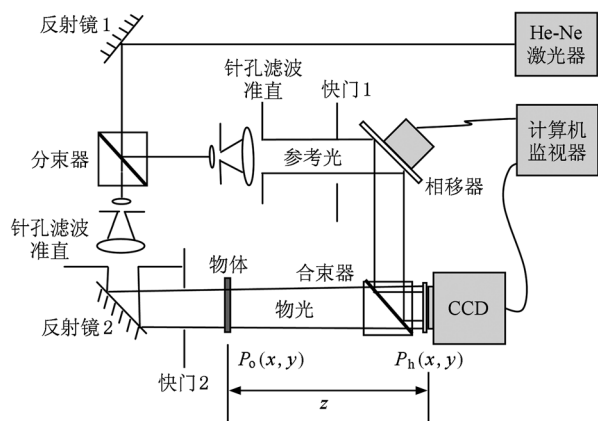 反射镜1
He-Ne
激光器
针孔滤波
准直
快门1
计算机
监视器
分束器
参考光
相移器
针孔滤波
准直
物体
合束器
反射镜2
物光
CCD
快门2
Po(x,y)
Ph(x,y)
z